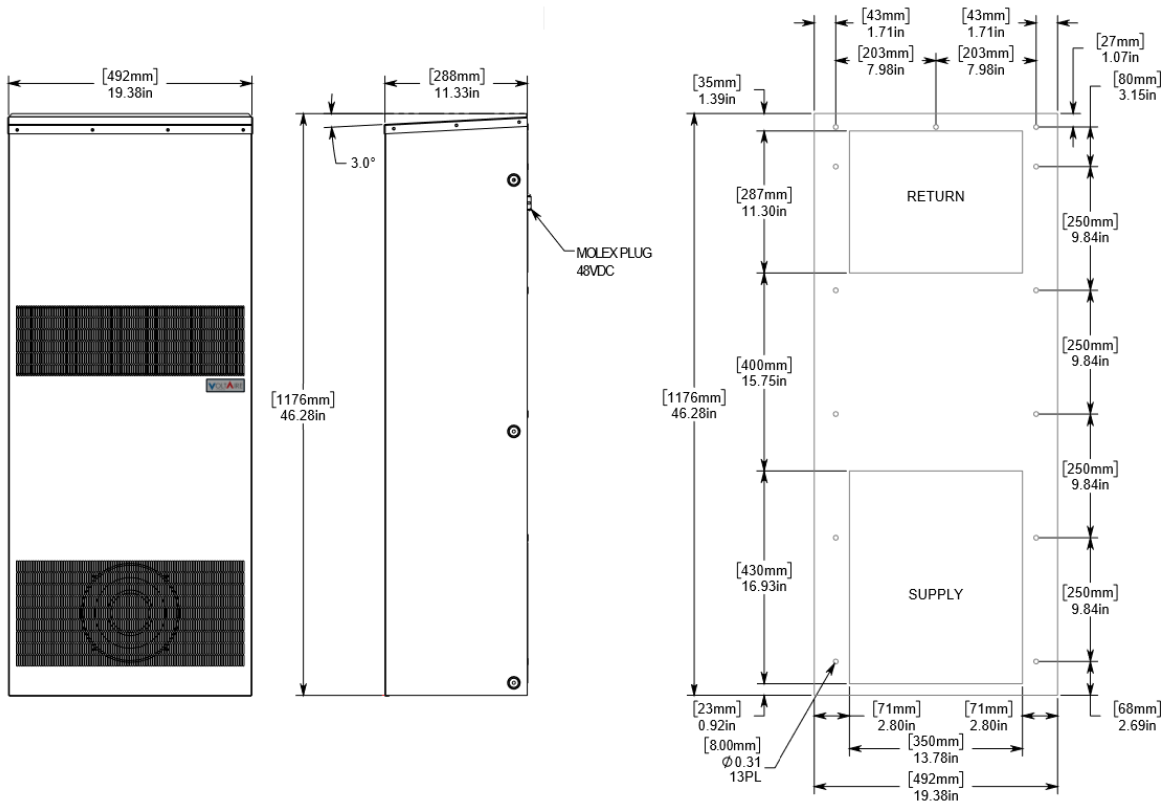 [492mm]
19.38in
[288mm]
11.33in
3.0°
MOLEX PLUG
48VDC
VOLTAIRE
[1176mm]
46.28in
[43mm]
1.71in
[43mm]
1.71in
[203mm]
7.98in
[203mm]
7.98in
[27mm]
1.07in
[35mm]
1.39in
[80mm]
3.15in
[287mm]
11.30in
RETURN
[250mm]
9.84in
[400mm]
15.75in
[250mm]
9.84in
[1176mm]
46.28in
[250mm]
9.84in
[430mm]
16.93in
SUPPLY
[250mm]
9.84in
[23mm]
0.92in
[71mm]
2.80in
[71mm]
2.80in
[68mm]
2.69in
[8.00mm]
Ø0.31
13PL
[350mm]
13.78in
[492mm]
19.38in